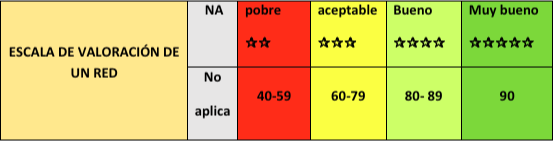 ESCALA DE VALORACIÓN DE
UN RED
NA pobre aceptable Bueno Muy bueno
No
aplica
40-59 60-79 80- 89 90